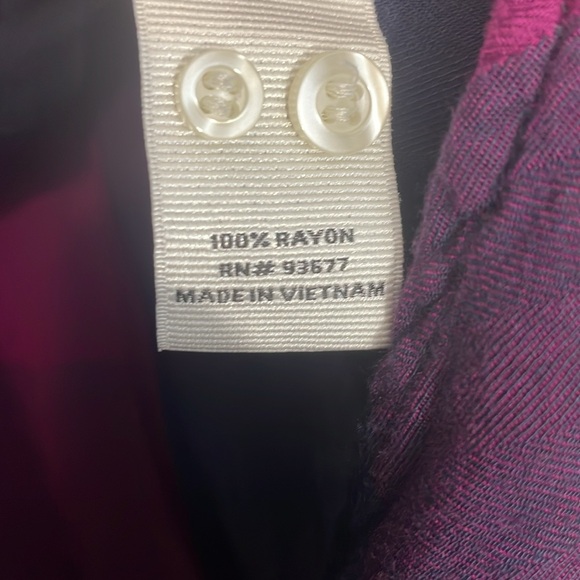 100% RAYON
RN# 93677
MADE IN VIETNAM